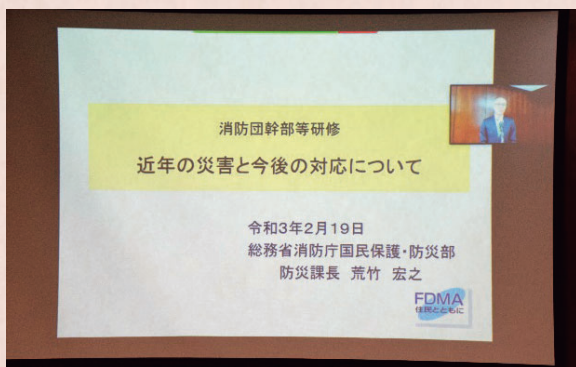 消防団幹部等研修
近年の災害と今後の対応について
令和3年2月19日
総務省消防庁国民保護・防災部
防災課長 荒竹 宏之
FDMA
住民とともに